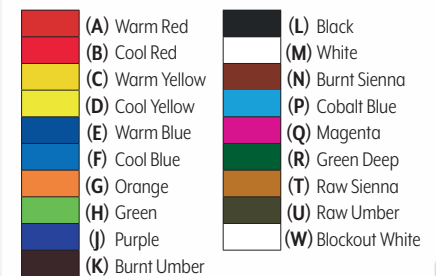 (A) Warm Red
(B) Cool Red
(C) Warm Yellow
(D) Cool Yellow
(E) Warm Blue
(F) Cool Blue
(G) Orange
(H) Green
(J) Purple
(K) Burnt Umber
(L) Black
(M) White
(N) Burnt Sienna
(P) Cobalt Blue
(Q) Magenta
(R) Green Deep
(T) Raw Sienna
(U) Raw Umber
(W) Blockout White